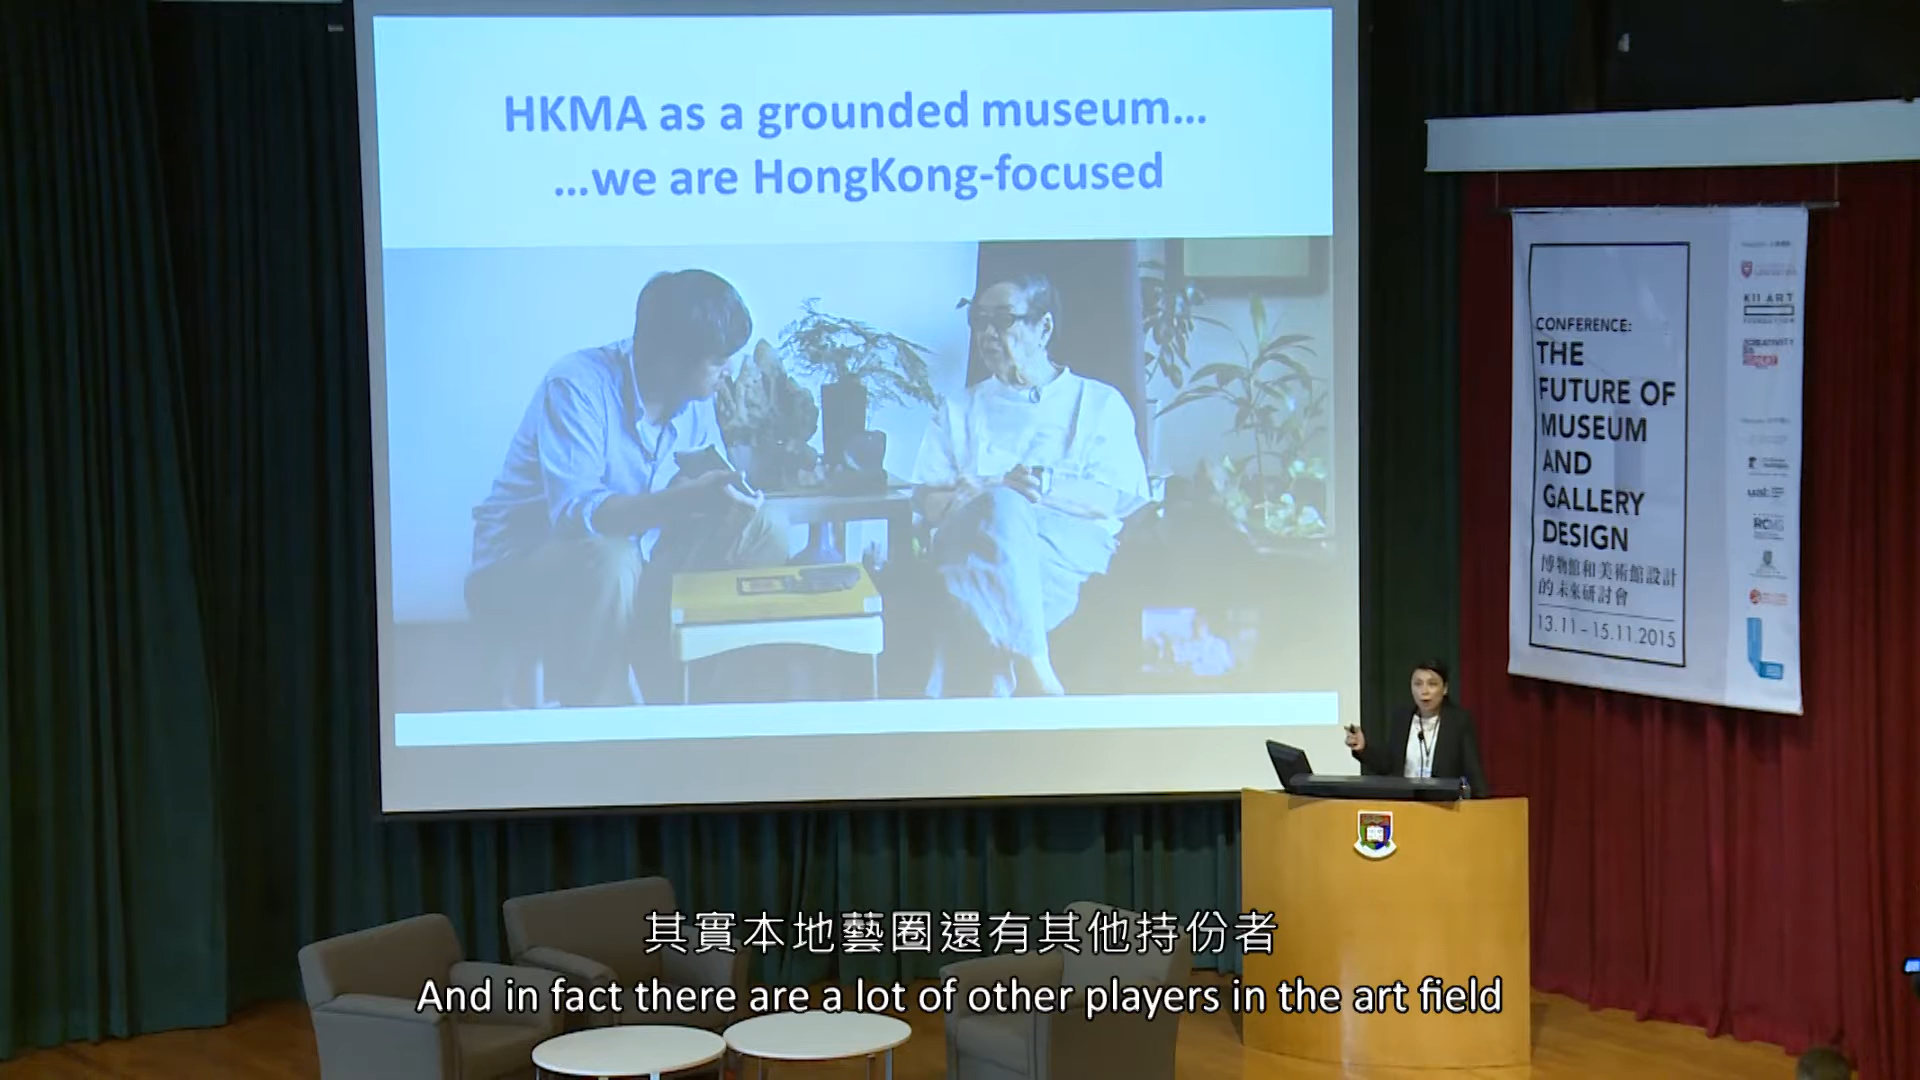 HKMA as a grounded museum...
...we are HongKong-focused
CONFERENCE:
THE
FUTURE OF
MUSEUM
AND
GALLERY
DESIGN
博物館和美術館設計
的未來研討會
13.11 – 15.11.2015
KII ART
其實本地藝圈還有其他持份者
And in fact there are a lot of other players in the art field